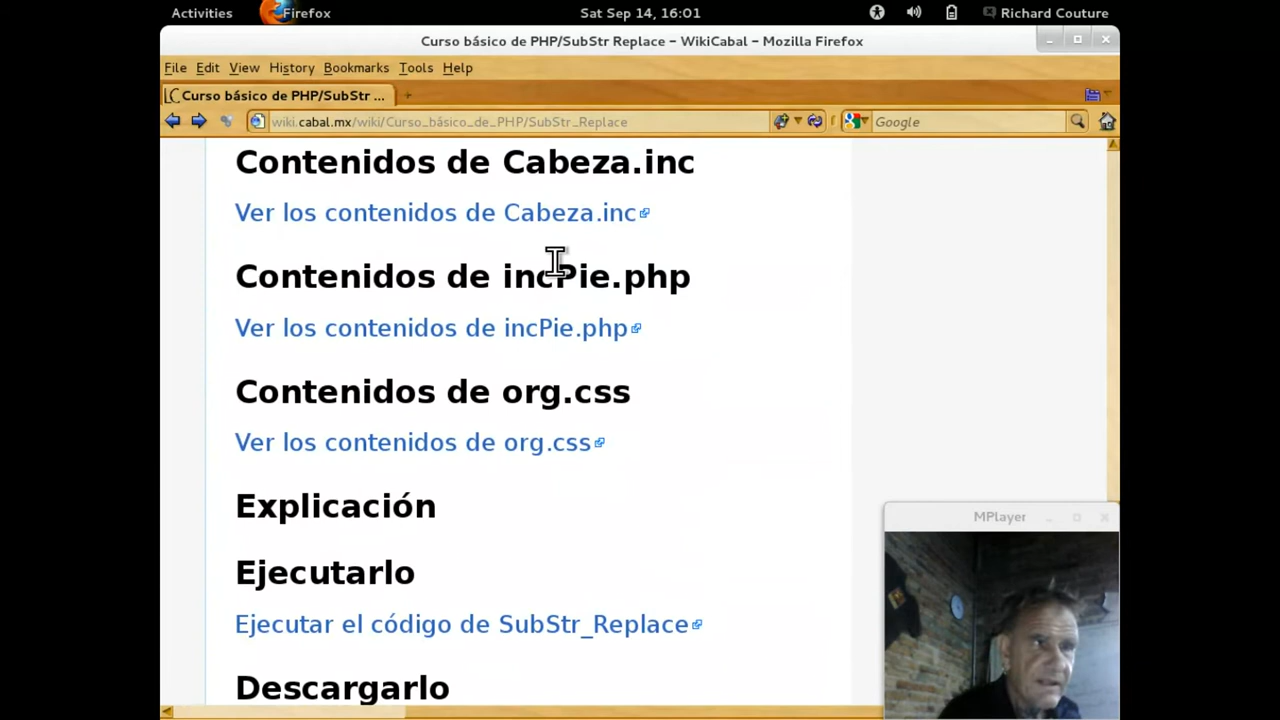 Activities Firefox Sat Sep 14, 16:01 Richard Couture
Curso básico de PHP/SubStr Replace – WikiCabal – Mozilla Firefox
File Edit View History Bookmarks Tools Help
Curso básico de PHP/SubStr ...
wiki.cabal.mx/wiki/Curso_básico_de_PHP/SubStr_Replace Google
Contenidos de Cabeza.inc
Ver los contenidos de Cabeza.inc
Contenidos de incPie.php
Ver los contenidos de incPie.php
Contenidos de org.css
Ver los contenidos de org.css
Explicación
MPlayer
Ejecutarlo
Ejecutar el código de SubStr_Replace
Descargarlo